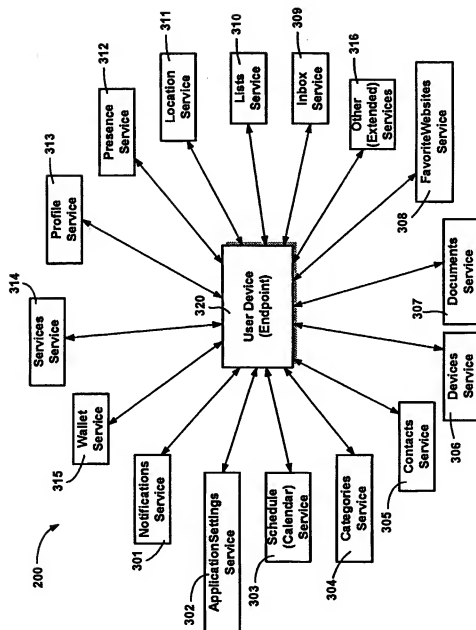 200
314
Services
Service
313
Profile
Service
312
Presence
Service
311
Location
Service
310
Lists
Service
309
Inbox
Service
316
Other
(Extended)
Services
FavoriteWebsites
Service
308
Documents
Service
307
Devices
Service
306
Contacts
Service
305
Categories
Service
304
Schedule
(Calendar)
Service
303
ApplicationSettings
Service
302
Notifications
Service
301
Wallet
Service
315
320
User Device
(Endpoint)